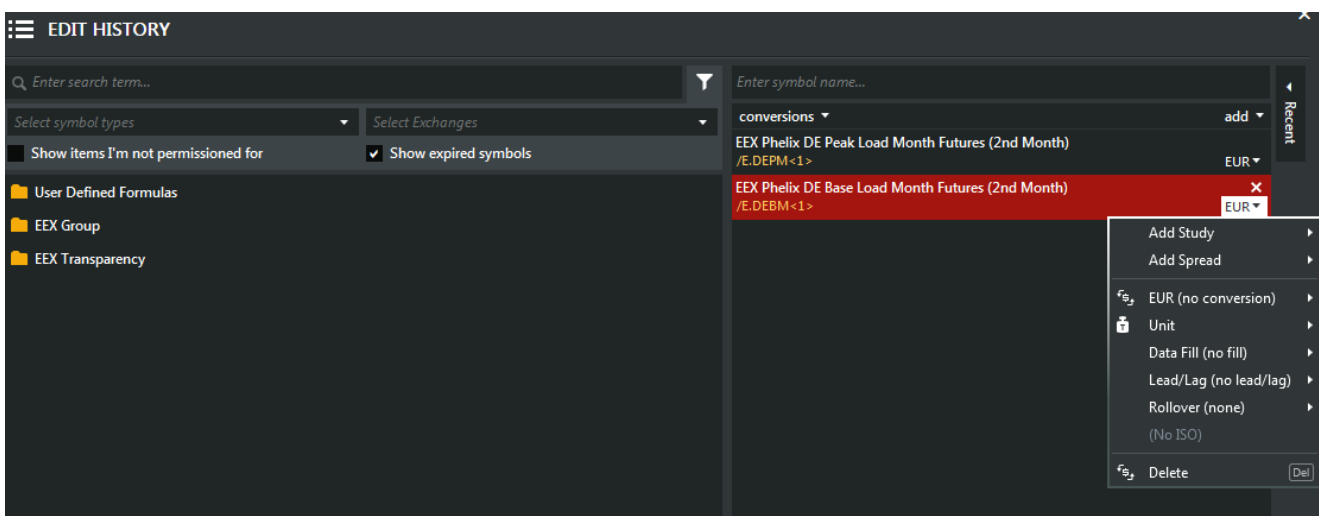 EDIT HISTORY
Enter search term...
Select symbol types
Select Exchanges
Show items I'm not permissioned for
Show expired symbols
User Defined Formulas
EEX Group
EEX Transparency
Enter symbol name...
conversions
add
EEX Phelix DE Peak Load Month Futures (2nd Month)
/E.DEPM<1>
EUR
EEX Phelix DE Base Load Month Futures (2nd Month)
/E.DEBM<1>
EUR
Recent
Add Study
Add Spread
EUR (no conversion)
Unit
Data Fill (no fill)
Lead/Lag (no lead/lag)
Rollover (none)
(No ISO)
Delete
Del